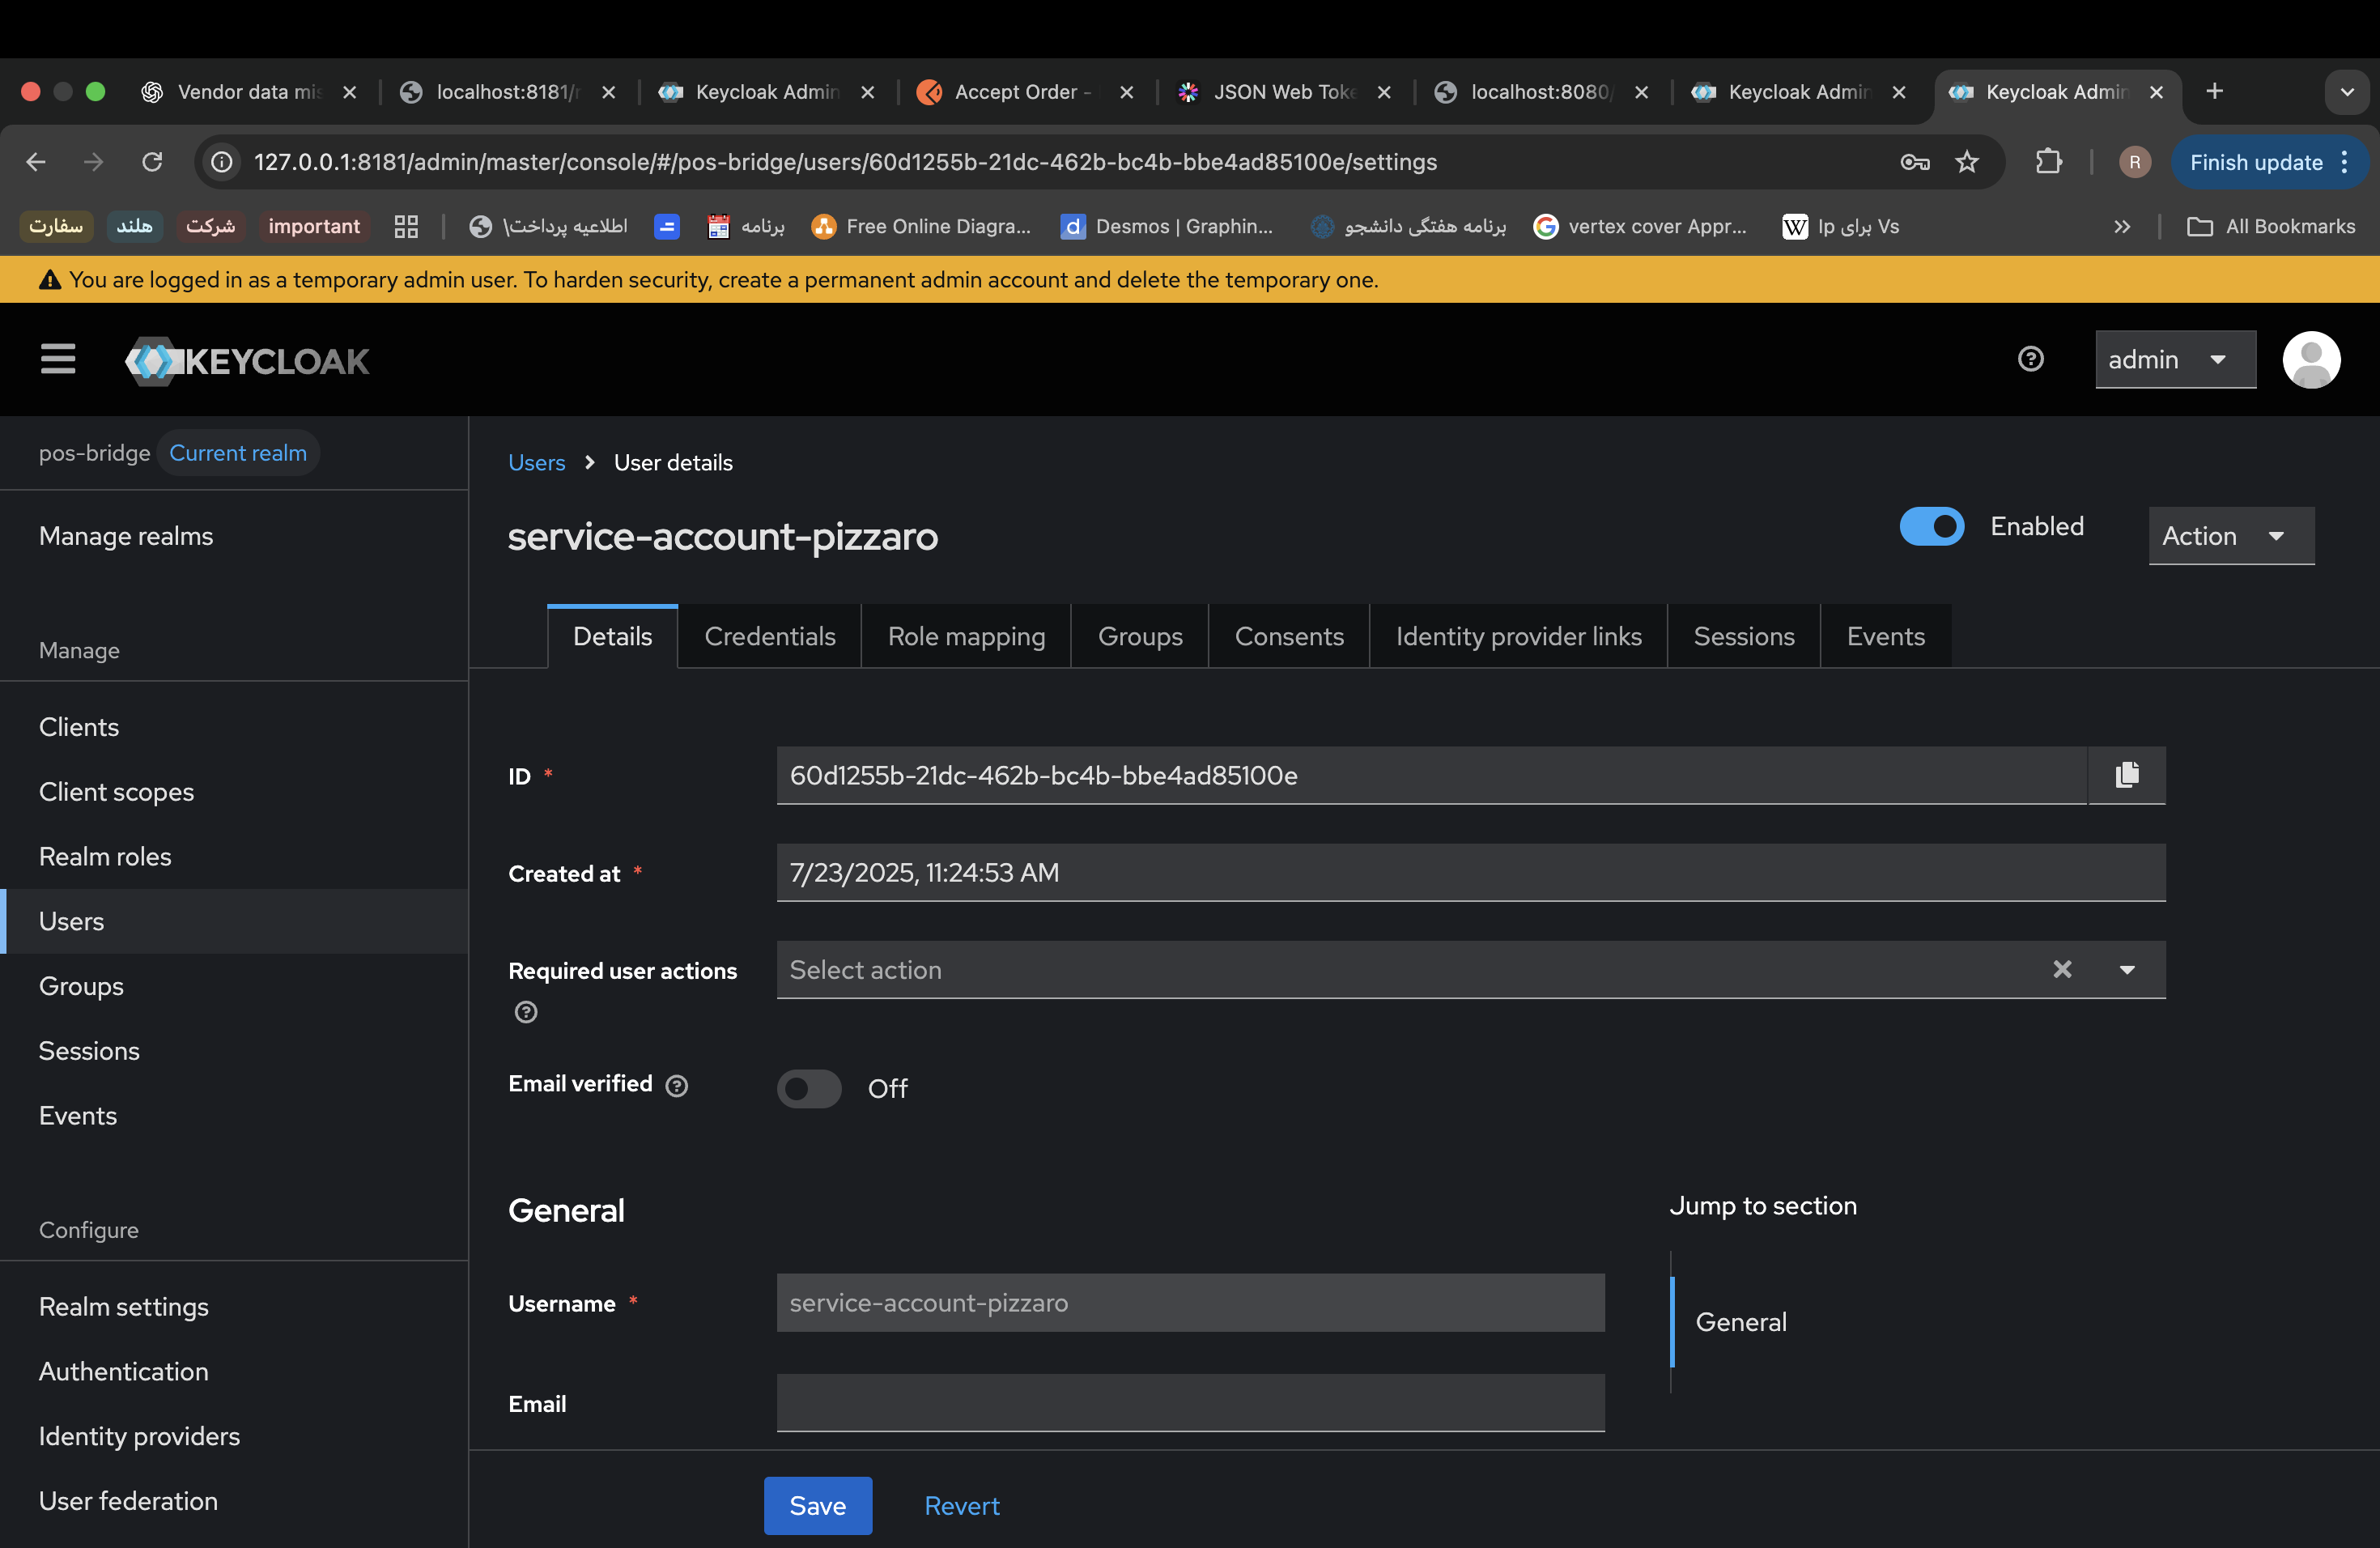 Vendor data mis
localhost:8181/r
Keycloak Admin
Accept Order -
JSON Web Toke
localhost:8080/
Keycloak Admin
Keycloak Admin
127.0.0.1:8181/admin/master/console/#/pos-bridge/users/60d1255b-21dc-462b-bc4b-bbe4ad85100e/settings
R
Finish update
سفارت
هلند
شرکت
important
اطلاعیه پرداخت\
برنامه
Free Online Diagra...
d
Desmos | Graphin...
برنامه هفتگی دانشجو
vertex cover Appr...
W
Ip برای Vs
All Bookmarks
You are logged in as a temporary admin user. To harden security, create a permanent admin account and delete the temporary one.
KEYCLOAK
admin
pos-bridge Current realm
Manage realms
Manage
Clients
Client scopes
Realm roles
Users
Groups
Sessions
Events
Configure
Realm settings
Authentication
Identity providers
User federation
Users > User details
service-account-pizzaro
Enabled
Action
Details
Credentials
Role mapping
Groups
Consents
Identity provider links
Sessions
Events
ID *
60d1255b-21dc-462b-bc4b-bbe4ad85100e
Created at *
7/23/2025, 11:24:53 AM
Required user actions
Select action
Email verified
Off
General
Jump to section
General
Username *
service-account-pizzaro
Email
Save
Revert